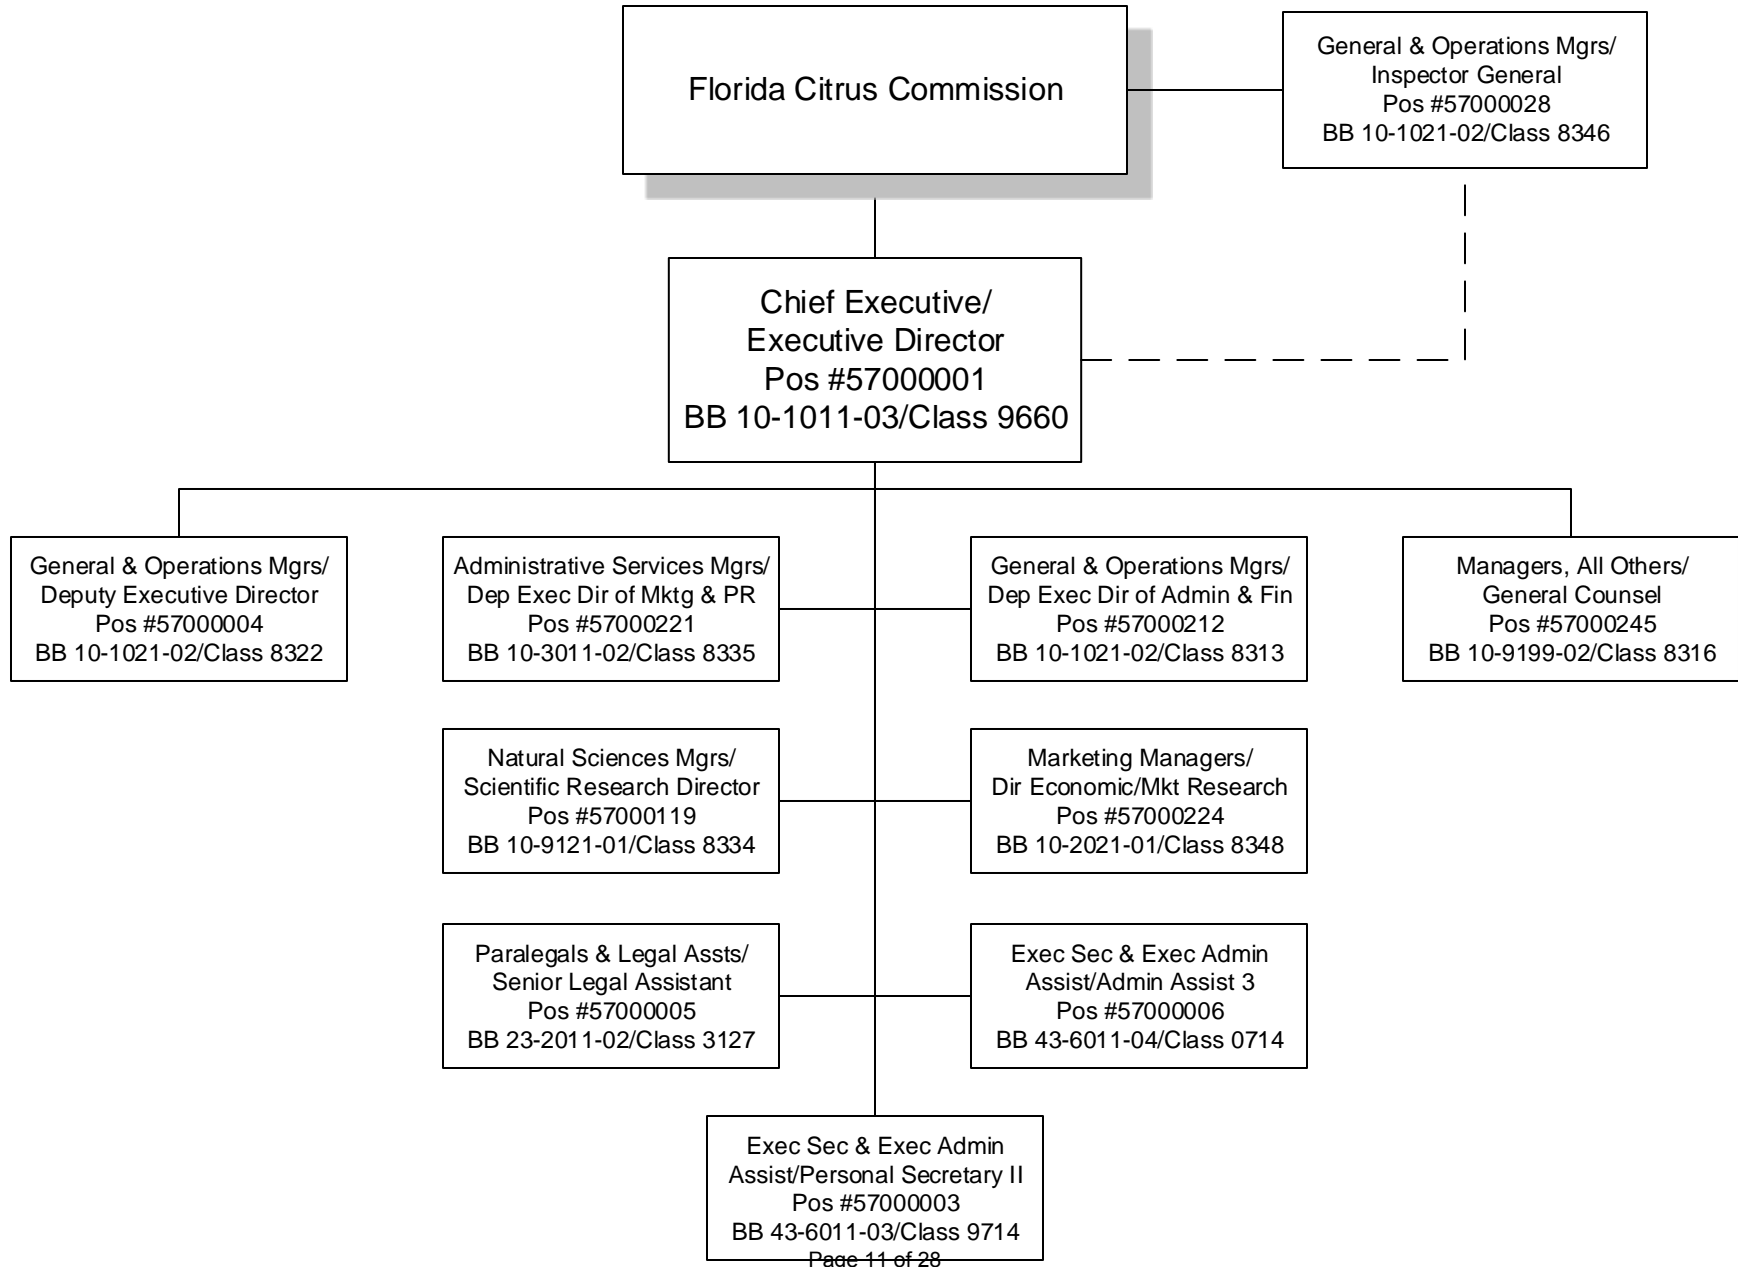 Florida Citrus Commission
General & Operations Mgrs/
Inspector General
Pos #57000028
BB 10-1021-02/Class 8346
Chief Executive/
Executive Director
Pos #57000001
BB 10-1011-03/Class 9660
General & Operations Mgrs/
Deputy Executive Director
Pos #57000004
BB 10-1021-02/Class 8322
Administrative Services Mgrs/
Dep Exec Dir of Mktg & PR
Pos #57000221
BB 10-3011-02/Class 8335
General & Operations Mgrs/
Dep Exec Dir of Admin & Fin
Pos #57000212
BB 10-1021-02/Class 8313
Managers, All Others/
General Counsel
Pos #57000245
BB 10-9199-02/Class 8316
Natural Sciences Mgrs/
Scientific Research Director
Pos #57000119
BB 10-9121-01/Class 8334
Marketing Managers/
Dir Economic/Mkt Research
Pos #57000224
BB 10-2021-01/Class 8348
Paralegals & Legal Assts/
Senior Legal Assistant
Pos #57000005
BB 23-2011-02/Class 3127
Exec Sec & Exec Admin
Assist/Admin Assist 3
Pos #57000006
BB 43-6011-04/Class 0714
Exec Sec & Exec Admin
Assist/Personal Secretary II
Pos #57000003
BB 43-6011-03/Class 9714
Page 11 of 28